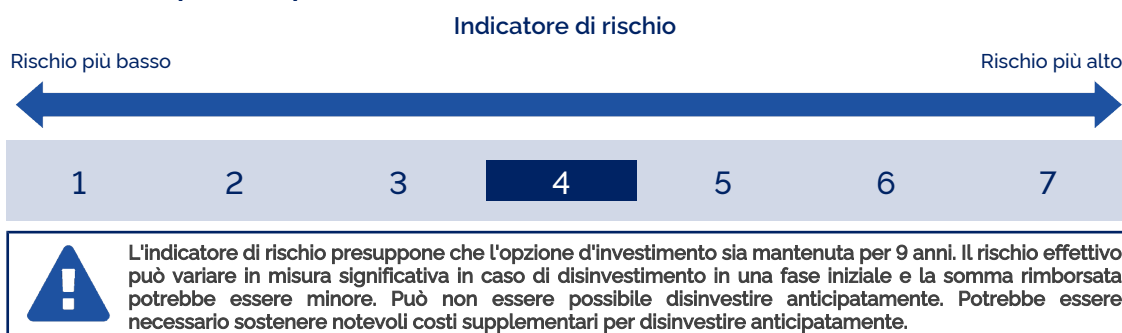 Indicatore di rischio
Rischio più basso
Rischio più alto
1 2 3 4 5 6 7
L'indicatore di rischio presuppone che l'opzione d'investimento sia mantenuta per 9 anni. Il rischio effettivo
può variare in misura significativa in caso di disinvestimento in una fase iniziale e la somma rimborsata
potrebbe essere minore. Può non essere possibile disinvestire anticipatamente. Potrebbe essere
necessario sostenere notevoli costi supplementari per disinvestire anticipatamente.